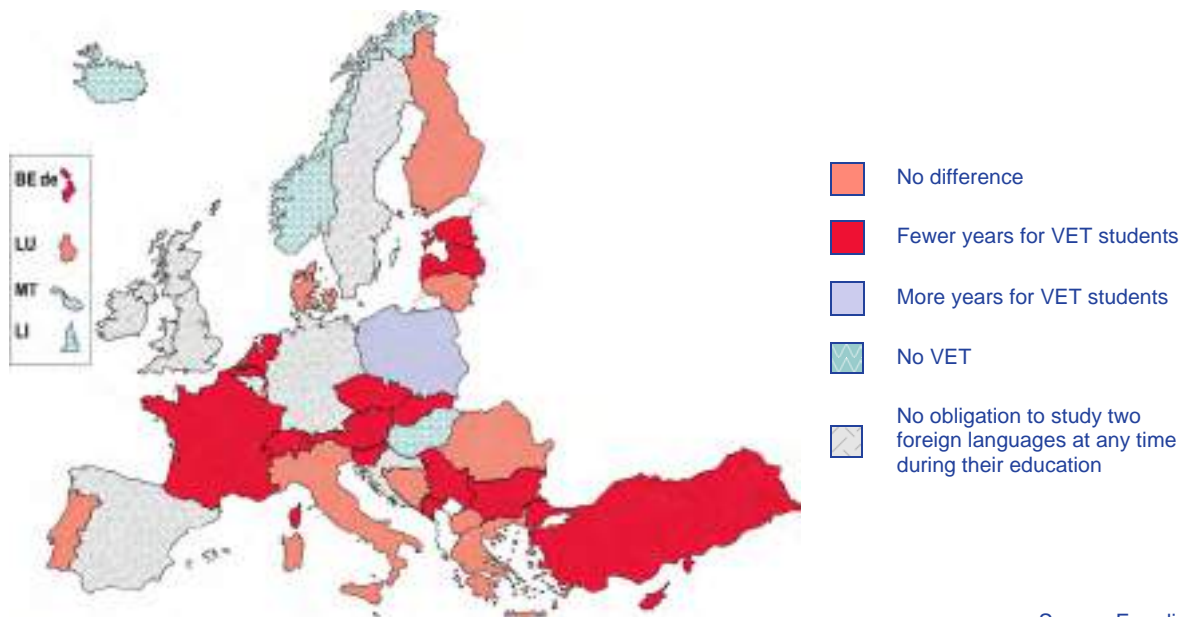 BE de
LU
MT
LI
No difference
Fewer years for VET students
More years for VET students
No VET
No obligation to study two
foreign languages at any time
during their education